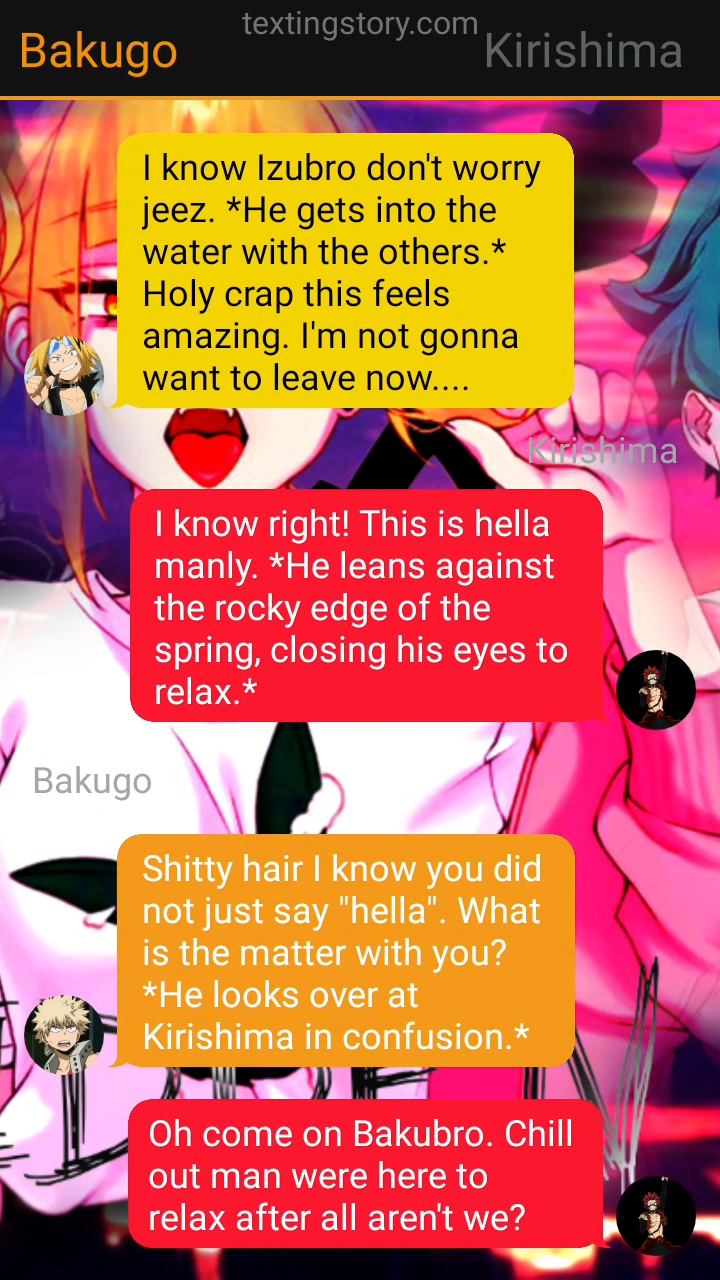 textingstory.com
Bakugo
Kirishima
I know Izubro don't worry
jeez. *He gets into the
water with the others.*
Holy crap this feels
amazing. I'm not gonna
want to leave now....
Kirishima
I know right! This is hella
manly. *He leans against
the rocky edge of the
spring, closing his eyes to
relax.*
Bakugo
Shitty hair I know you did
not just say "hella". What
is the matter with you?
*He looks over at
Kirishima in confusion.*
Oh come on Bakubro. Chill
out man were here to
relax after all aren't we?